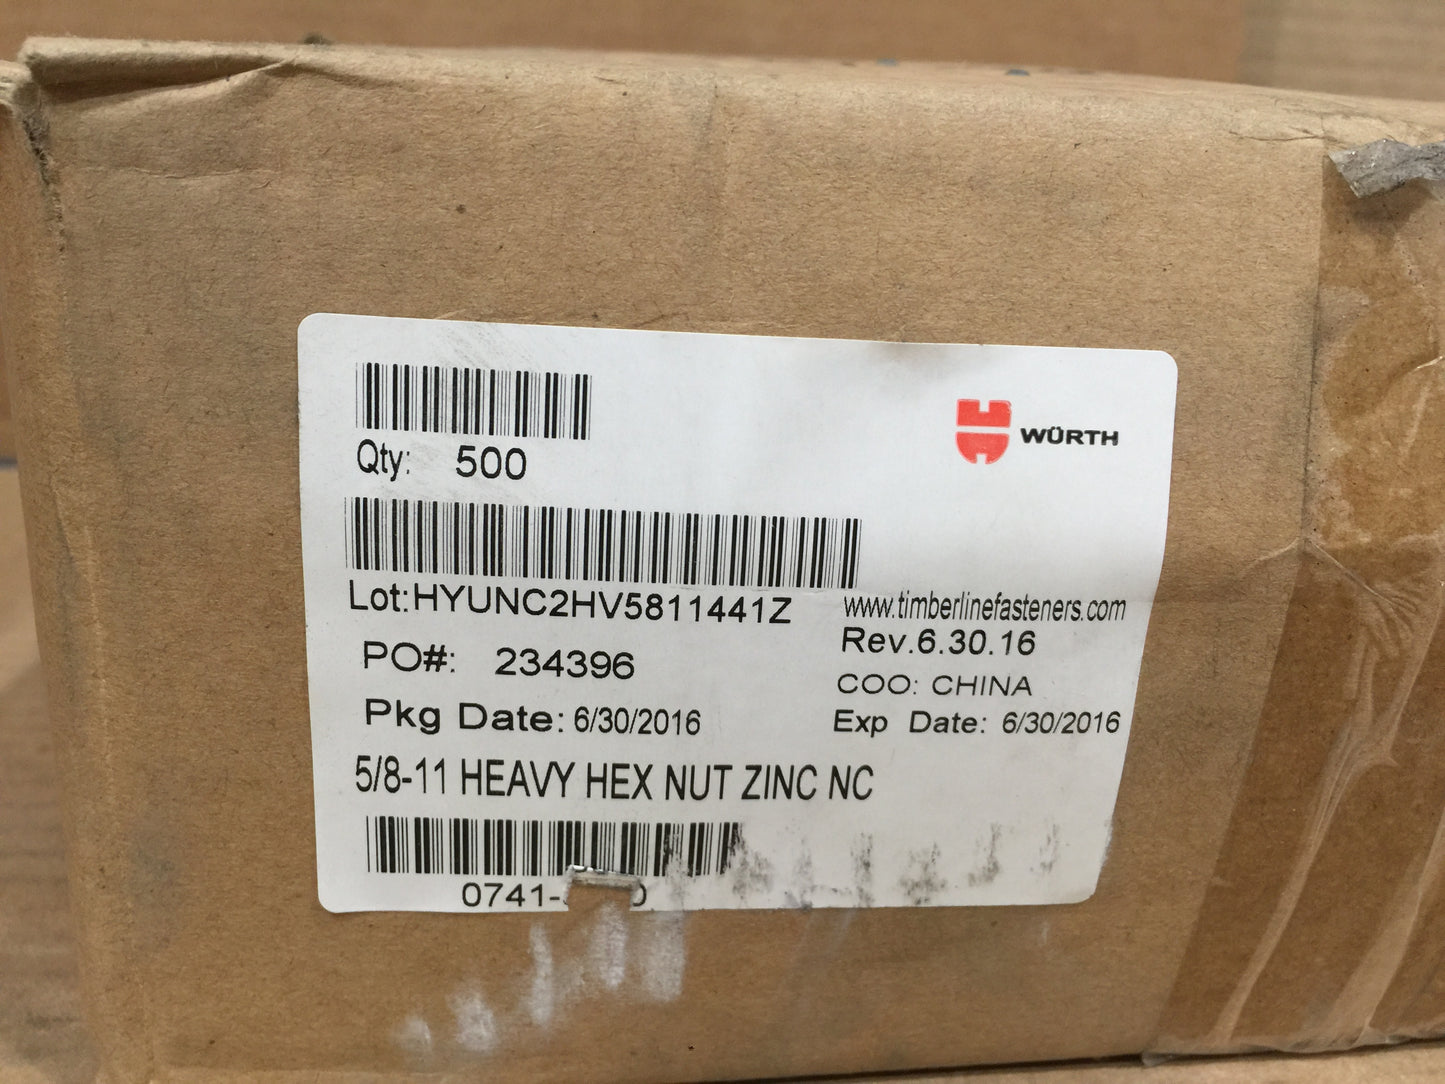 WÜRTH
Qty: 500
Lot:HYUNC2HV5811441Z
www.timberlinefasteners.com
Rev.6.30.16
PO#: 234396
COO: CHINA
Pkg Date: 6/30/2016
Exp Date: 6/30/2016
5/8-11 HEAVY HEX NUT ZINC NC